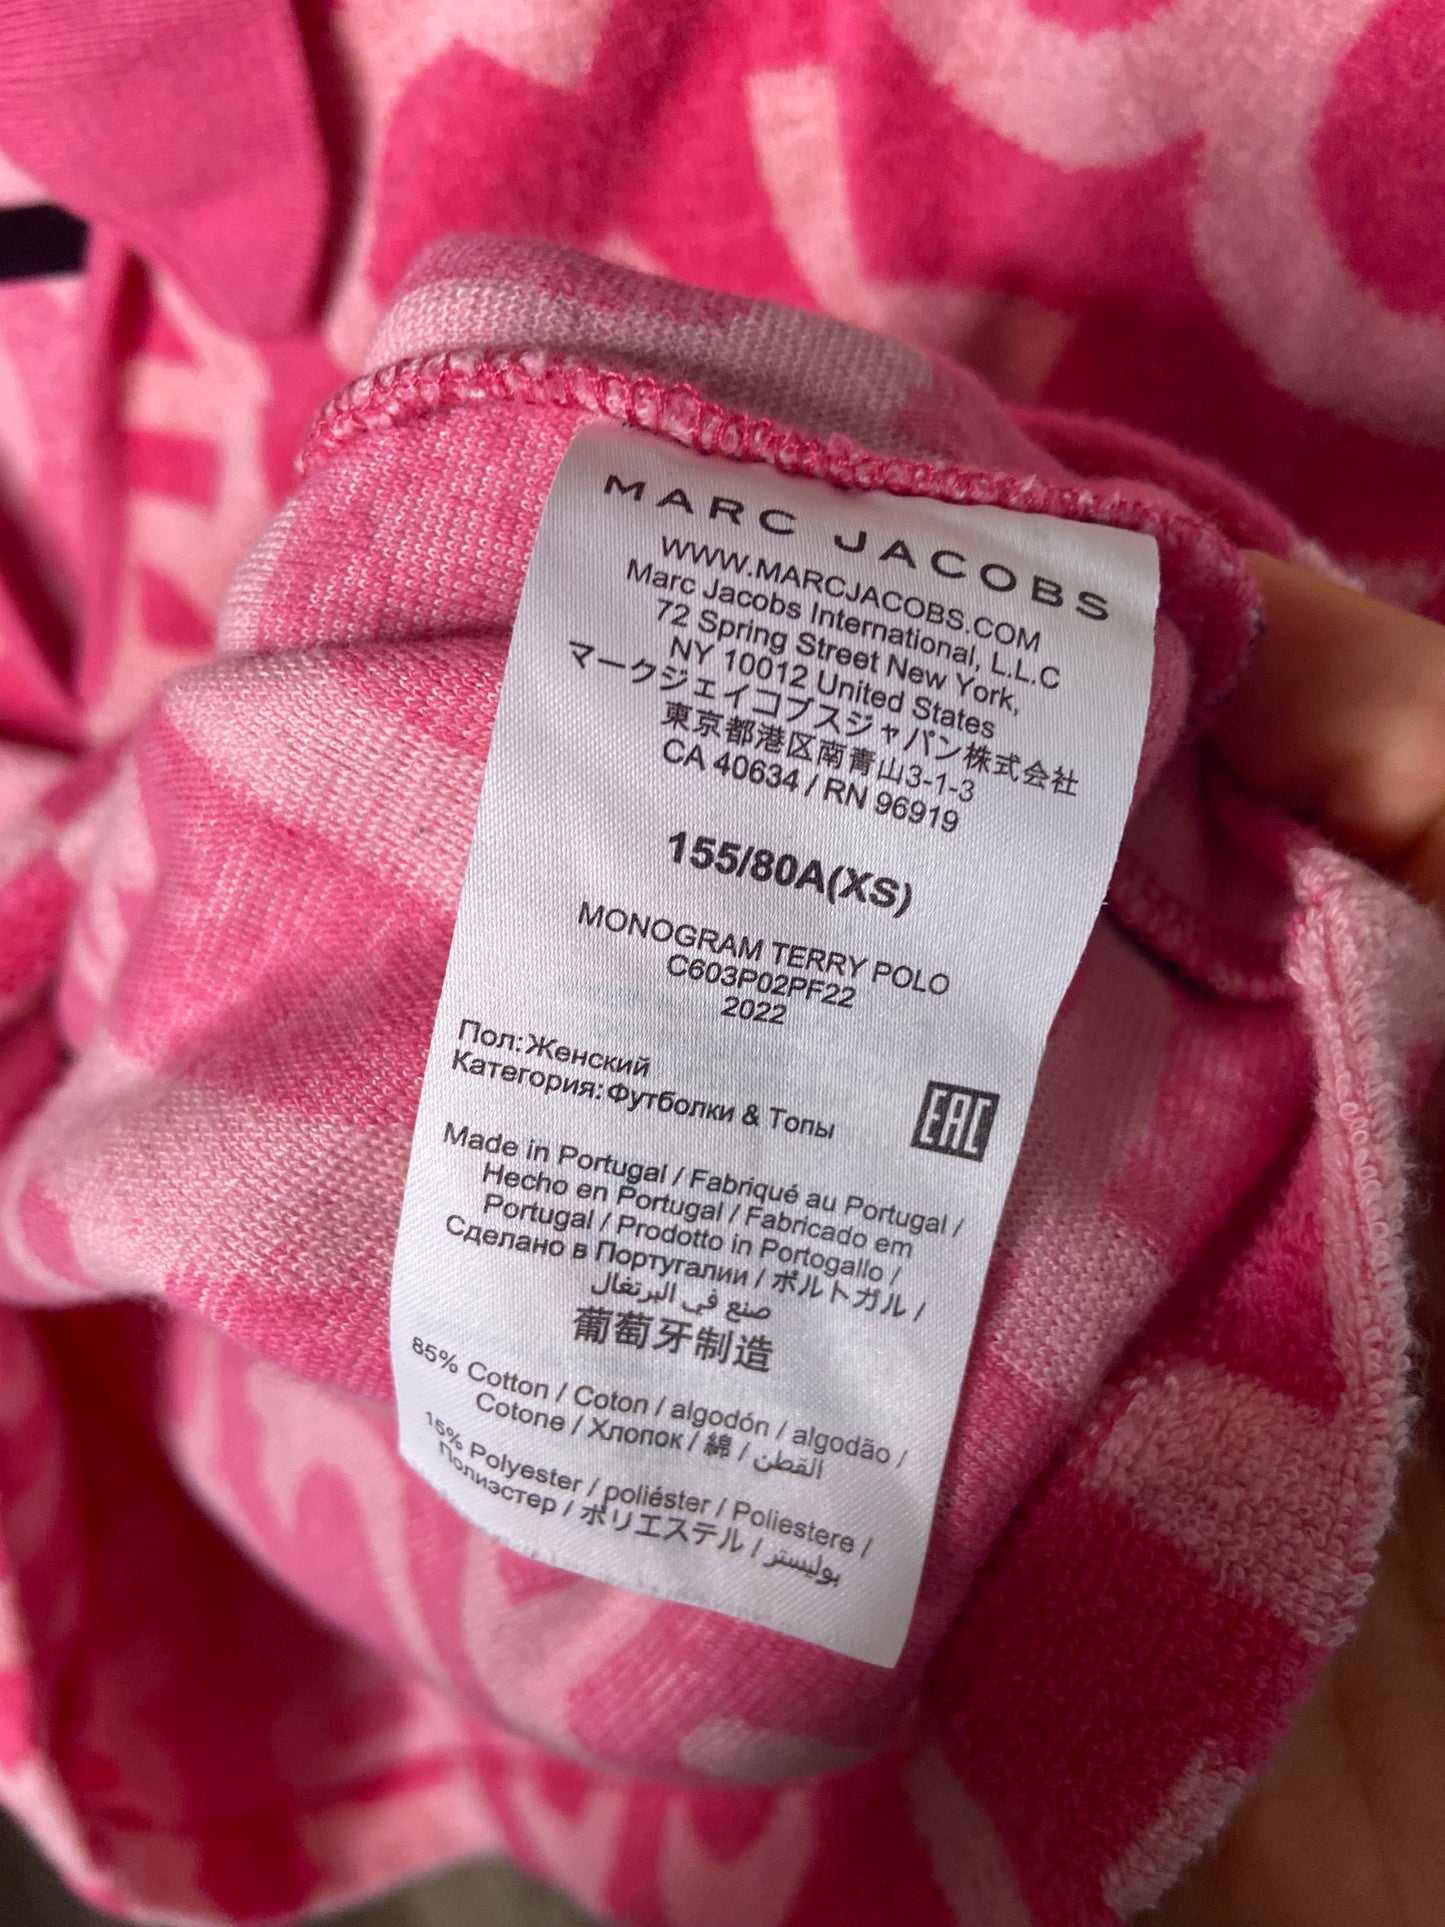 MARC JACOBS
WWW.MARCJACOBS.COM
Marc Jacobs International, L.L.C
72 Spring Street New York,
NY 10012 United States
マークジェイコブスジャパン株式会社
東京都港区南青山3-1-3
CA 40634 / RN 96919
155/80A(XS)
MONOGRAM TERRY POLO
C603P02PF22
2022
Пол:Женский
Категория:Футболки & Топы
EAC
Made in Portugal / Fabriqué au Portugal /
Hecho en Portugal / Fabricado em
Portugal / Prodotto in Portogallo /
Сделано в Португалии / ポルトガル /
صنع في البرتغال
葡萄牙制造
85% Cotton / Coton / algodón / algodão /
Cotone / Хлопок / 綿 / القطن
15% Polyester / poliéster / Poliestere /
Полиэстер / ポリエステル / بوليستر